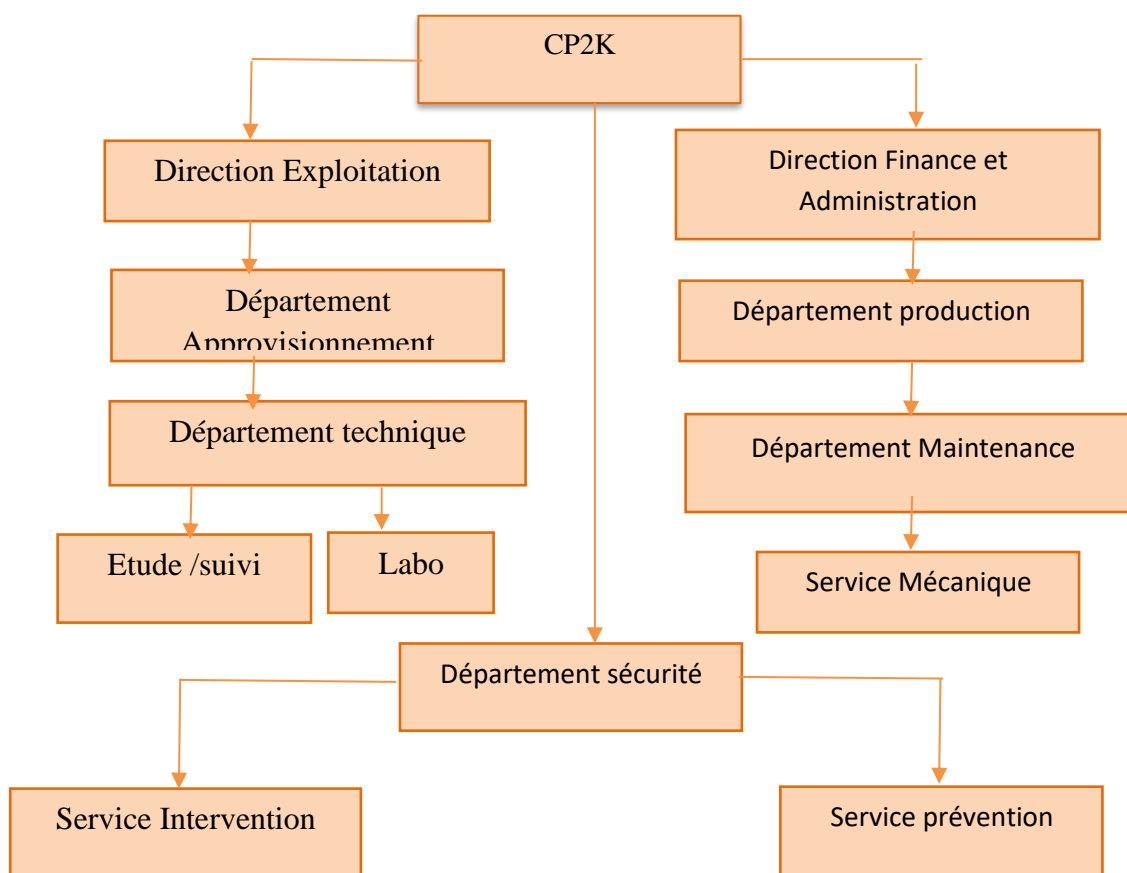 CP2K
Direction Exploitation
Direction Finance et
Administration
Département
Approvisionnement
Département production
Département technique
Département Maintenance
Etude /suivi
Labo
Service Mécanique
Département sécurité
Service Intervention
Service prévention